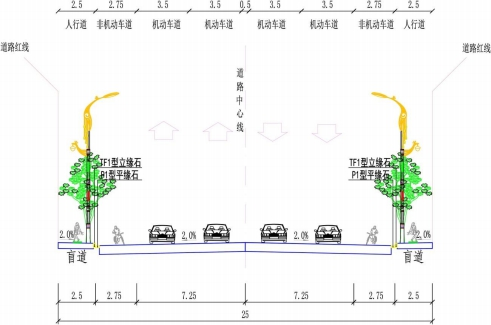 2.5 2.75 3.5 3.5 0.5 3.5 3.5 2.75 2.5
人行道 非机动车道 机动车道 机动车道 机动车道 机动车道 非机动车道 人行道
道路红线 道路红线
道路中心线
TF1型立缘石 TF1型立缘石
P1型平缘石 P1型平缘石
2.0% 2.0% 2.0% 2.0%
盲道 盲道
2.5 2.75 7.25 7.25 2.75 2.5
25